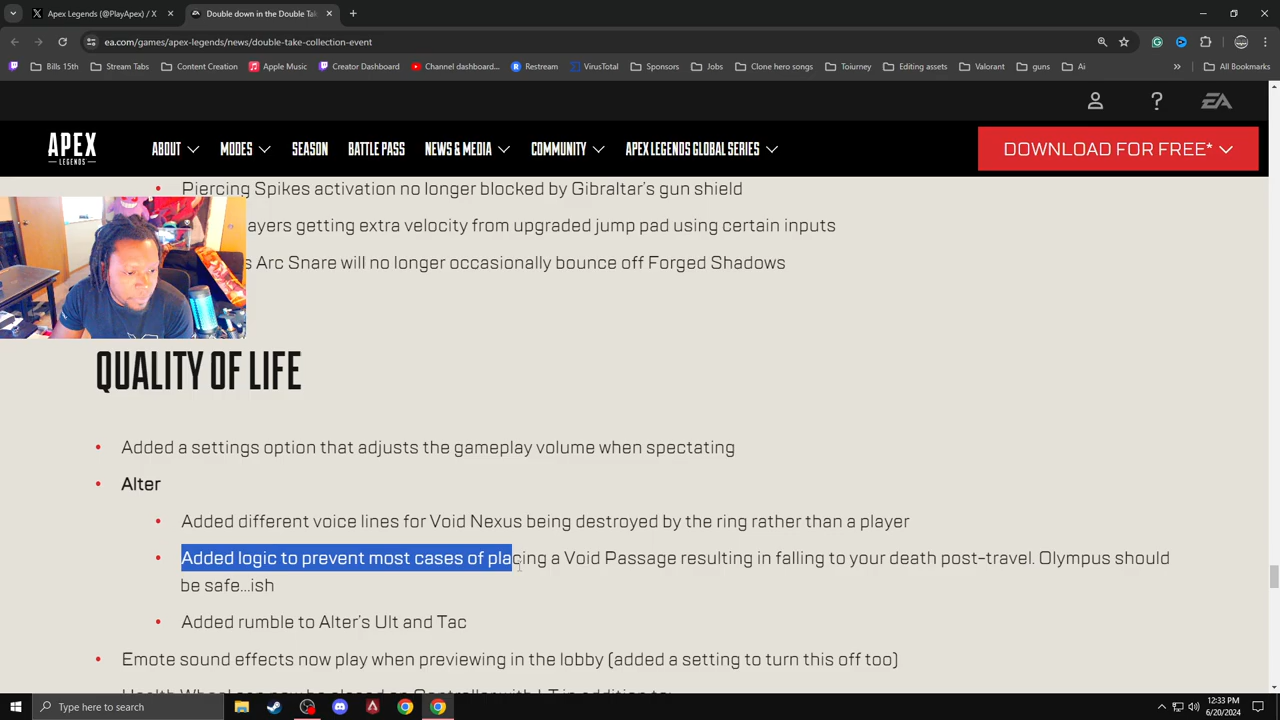 Apex Legends (@PlayApex) / X
Double down in the Double Take
ea.com/games/apex-legends/news/double-take-collection-event
Bills 15th
Stream Tabs
Content Creation
Apple Music
Creator Dashboard
Channel dashboard...
Restream
VirusTotal
Sponsors
Jobs
Clone hero songs
Toiurney
Editing assets
Valorant
guns
Ai
»
All Bookmarks
EA
APEX
LEGENDS
ABOUT
MODES
SEASON
BATTLE PASS
NEWS & MEDIA
COMMUNITY
APEX LEGENDS GLOBAL SERIES
DOWNLOAD FOR FREE*
• Piercing Spikes activation no longer blocked by Gibraltar's gun shield
ayers getting extra velocity from upgraded jump pad using certain inputs
s Arc Snare will no longer occasionally bounce off Forged Shadows
QUALITY OF LIFE
• Added a settings option that adjusts the gameplay volume when spectating
• Alter
• Added different voice lines for Void Nexus being destroyed by the ring rather than a player
• Added logic to prevent most cases of placing a Void Passage resulting in falling to your death post-travel. Olympus should
be safe...ish
• Added rumble to Alter's Ult and Tac
• Emote sound effects now play when previewing in the lobby (added a setting to turn this off too)
Type here to search
12:33 PM
6/20/2024